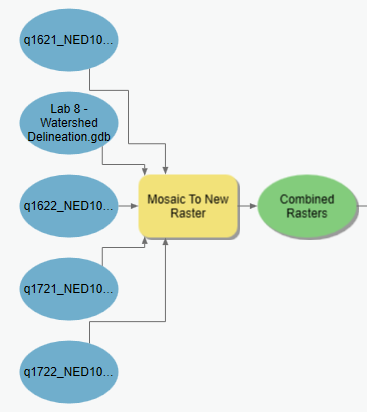 q1621_NED10...
Lab 8 -
Watershed
Delineation.gdb
q1622_NED10...
Mosaic To New
Raster
Combined
Rasters
q1721_NED10...
q1722_NED10...